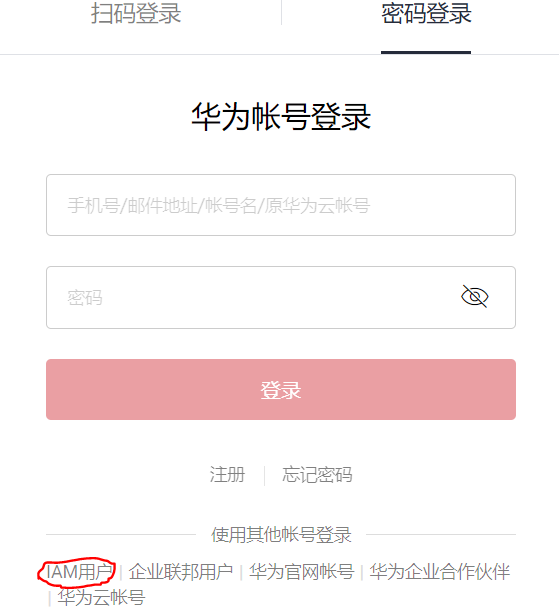 扫码登录 密码登录
华为帐号登录
手机号/邮件地址/帐号名/原华为云帐号
密码
登录
注册 | 忘记密码
使用其他帐号登录
IAM用户 | 企业联邦用户 | 华为官网帐号 | 华为企业合作伙伴
| 华为云帐号